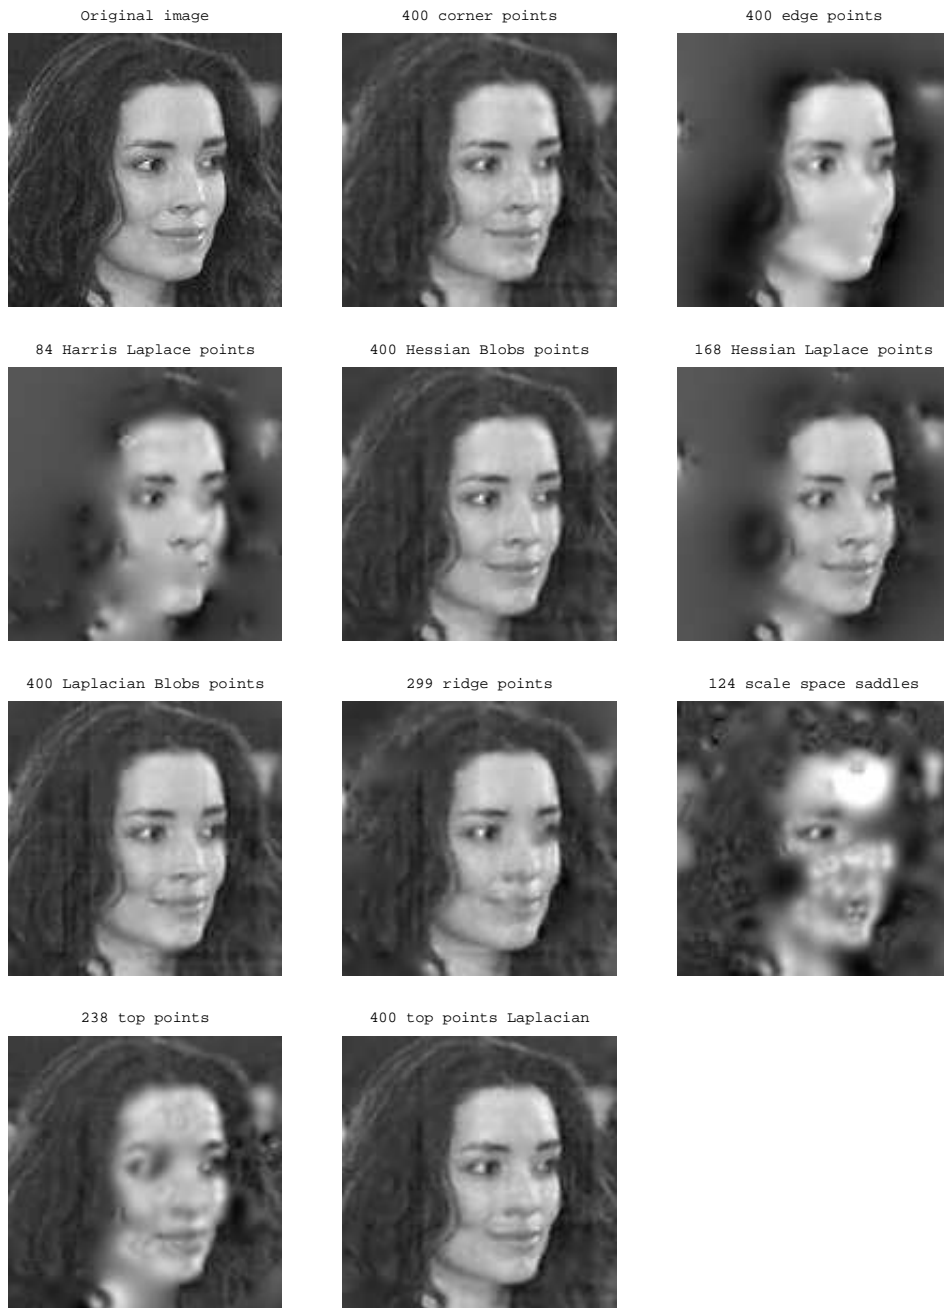 Original image
400 corner points
400 edge points
84 Harris Laplace points
400 Hessian Blobs points
168 Hessian Laplace points
400 Laplacian Blobs points
299 ridge points
124 scale space saddles
238 top points
400 top points Laplacian